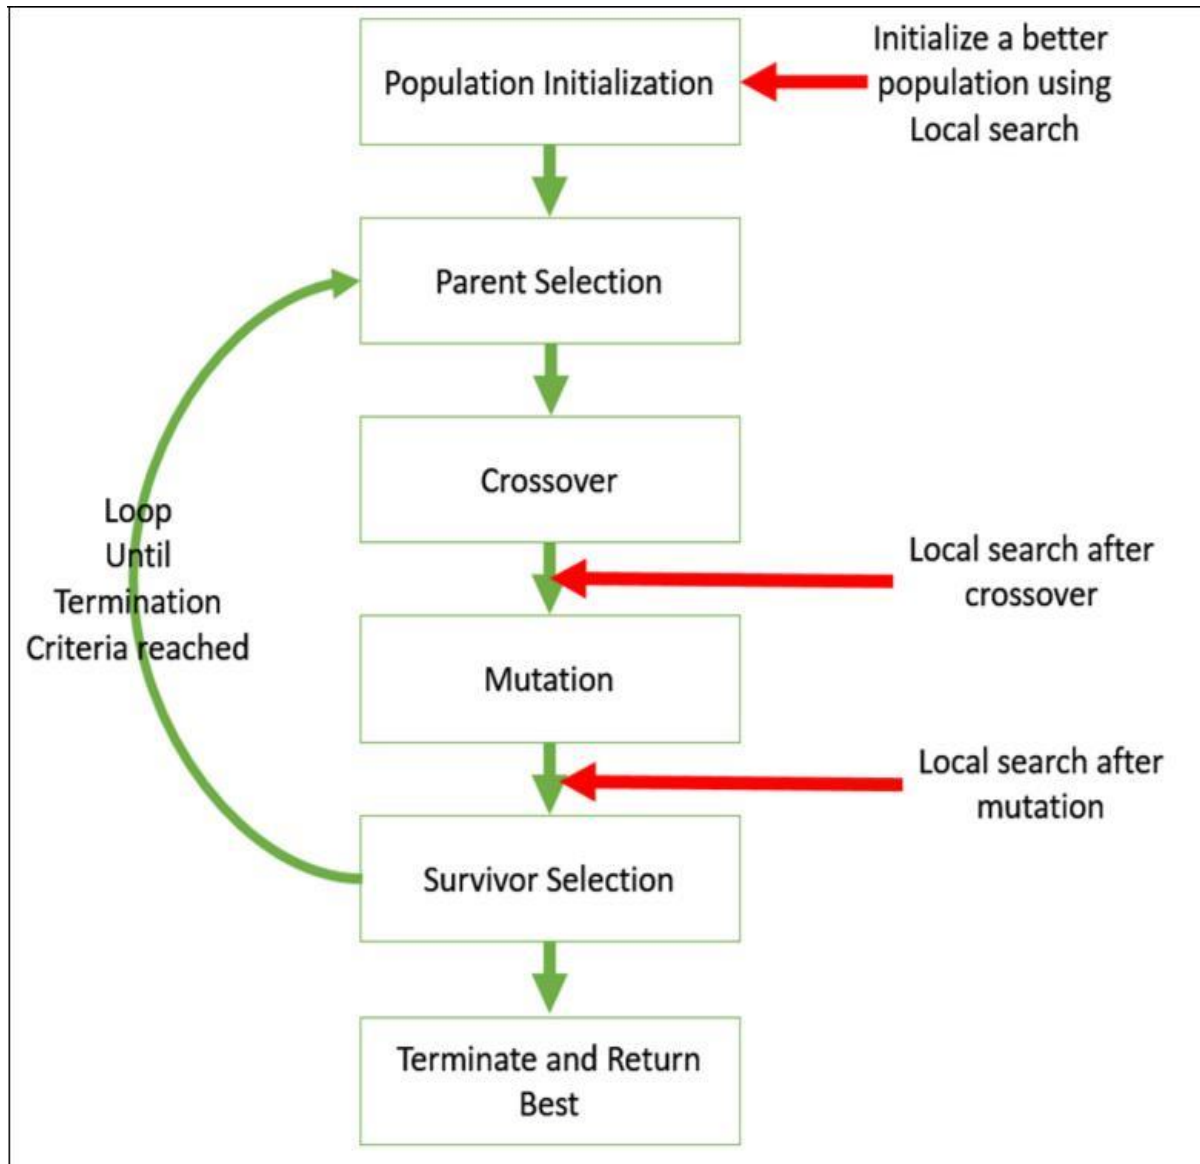 Population Initialization
Initialize a better
population using
Local search
Parent Selection
Crossover
Loop
Until
Termination
Criteria reached
Local search after
crossover
Mutation
Local search after
mutation
Survivor Selection
Terminate and Return
Best